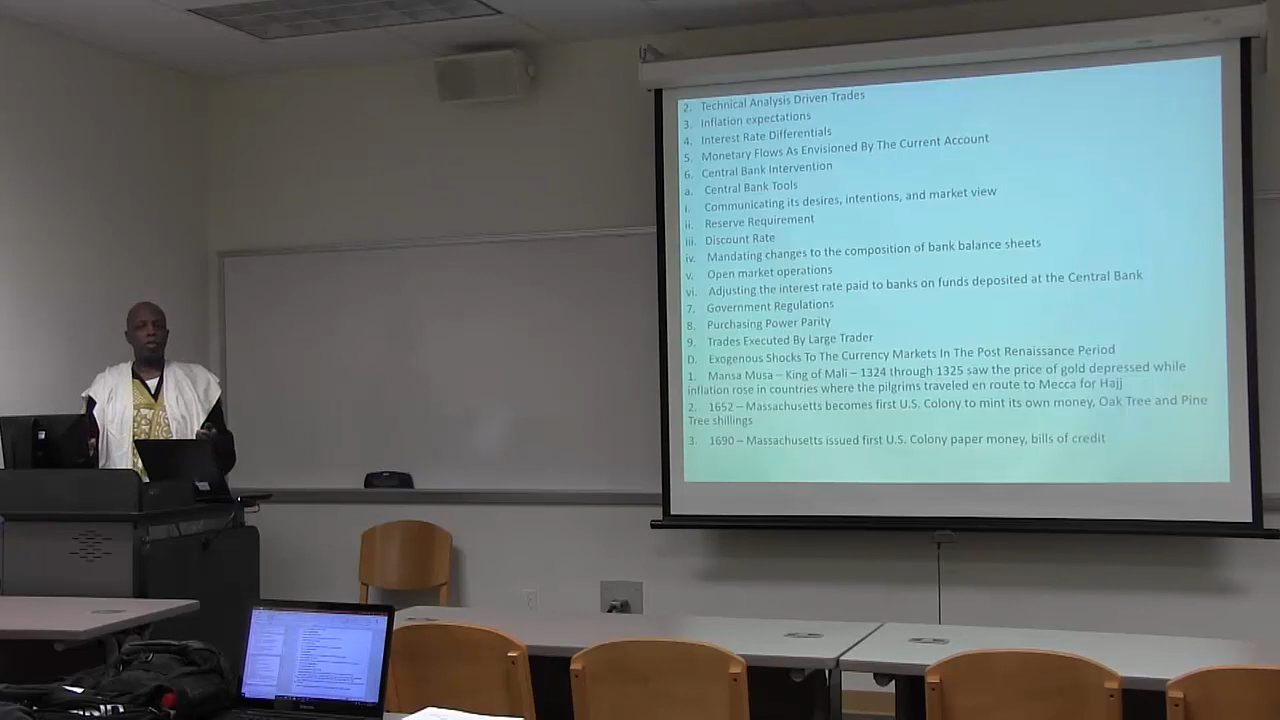 2. Technical Analysis Driven Trades
3. Inflation expectations
4. Interest Rate Differentials
5. Monetary Flows As Envisioned By The Current Account
6. Central Bank Intervention
a. Central Bank Tools
i. Communicating its desires, intentions, and market view
ii. Reserve Requirement
iii. Discount Rate
iv. Mandating changes to the composition of bank balance sheets
v. Open market operations
vi. Adjusting the interest rate paid to banks on funds deposited at the Central Bank
7. Government Regulations
8. Purchasing Power Parity
9. Trades Executed By Large Trader
D. Exogenous Shocks To The Currency Markets In The Post Renaissance Period
1. Mansa Musa – King of Mali – 1324 through 1325 saw the price of gold depressed while
inflation rose in countries where the pilgrims traveled en route to Mecca for Hajj
2. 1652 – Massachusetts becomes first U.S. Colony to mint its own money, Oak Tree and Pine
Tree shillings
3. 1690 – Massachusetts issued first U.S. Colony paper money, bills of credit